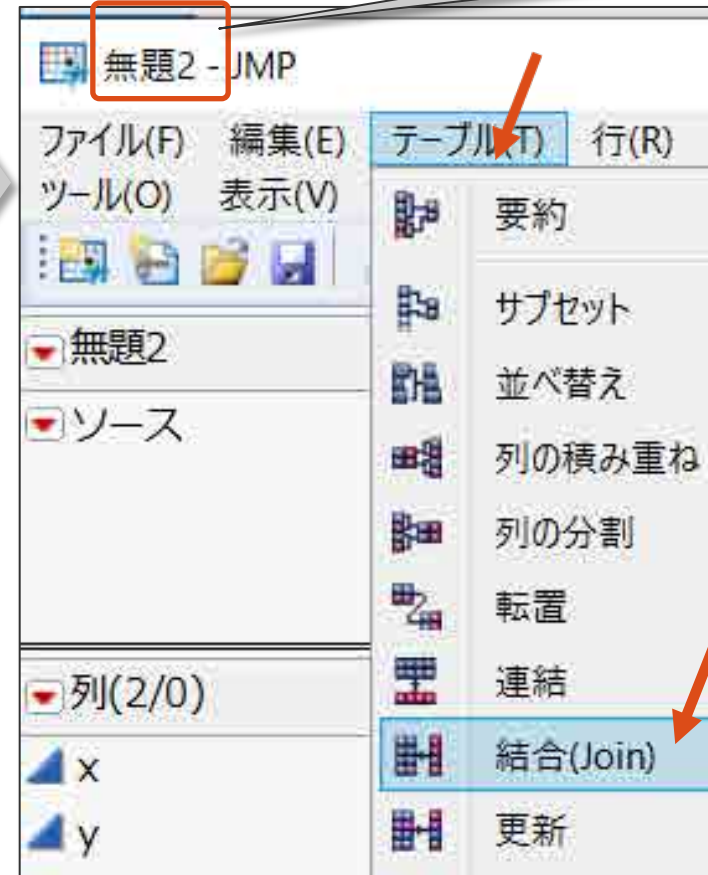 無題2 - JMP
ファイル(F) 編集(E) テーブル(T) 行(R)
ツール(O) 表示(V)
要約
サブセット
無題2
並べ替え
ソース
列の積み重ね
列の分割
転置
連結
列(2/0)
結合(Join)
x
更新
y